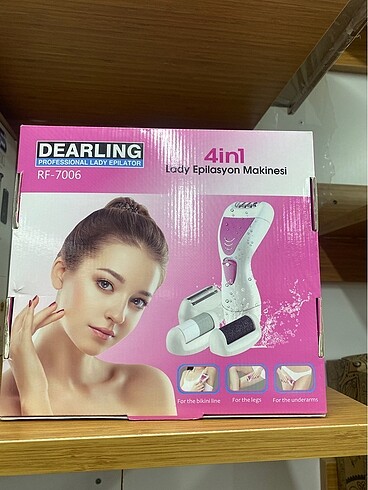 DEARLING
PROFESSIONAL LADY EPILATOR
RF-7006
4in1
Lady Epilasyon Makinesi
For the bikini line
For the legs
For the underarms